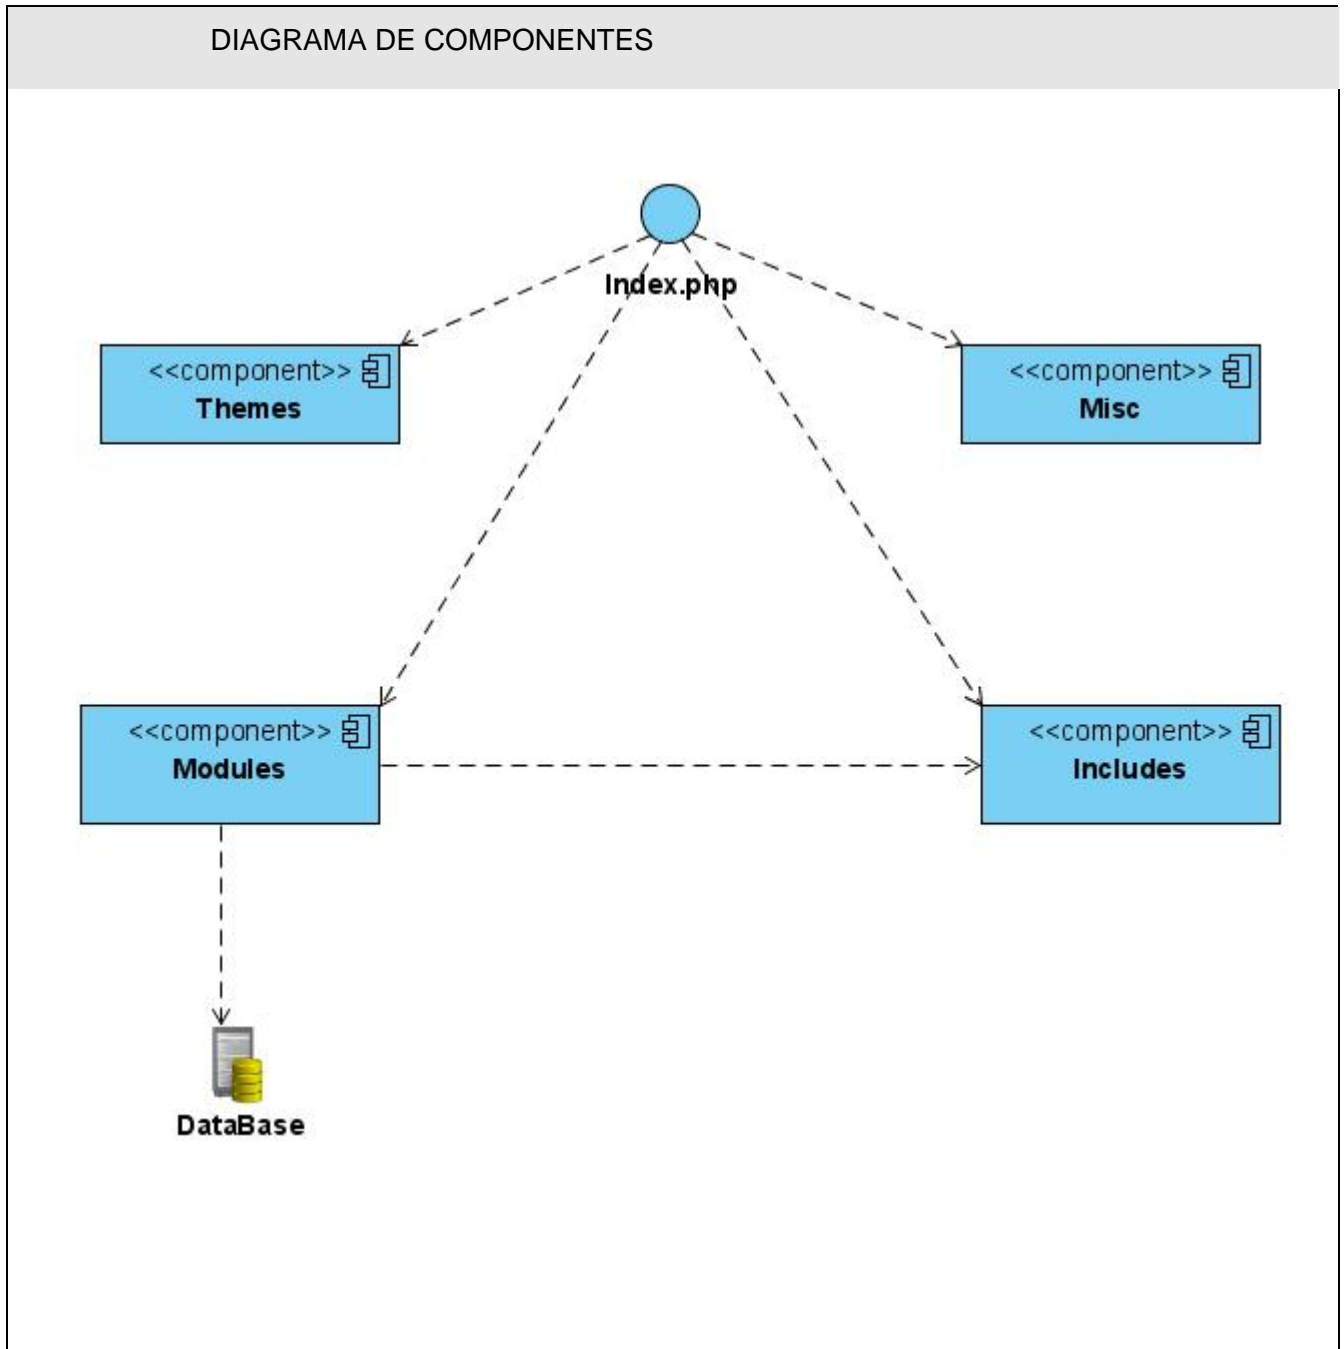 DIAGRAMA DE COMPONENTES
Index.php
<<component>>
Themes
<<component>>
Misc
<<component>>
Modules
<<component>>
Includes
DataBase